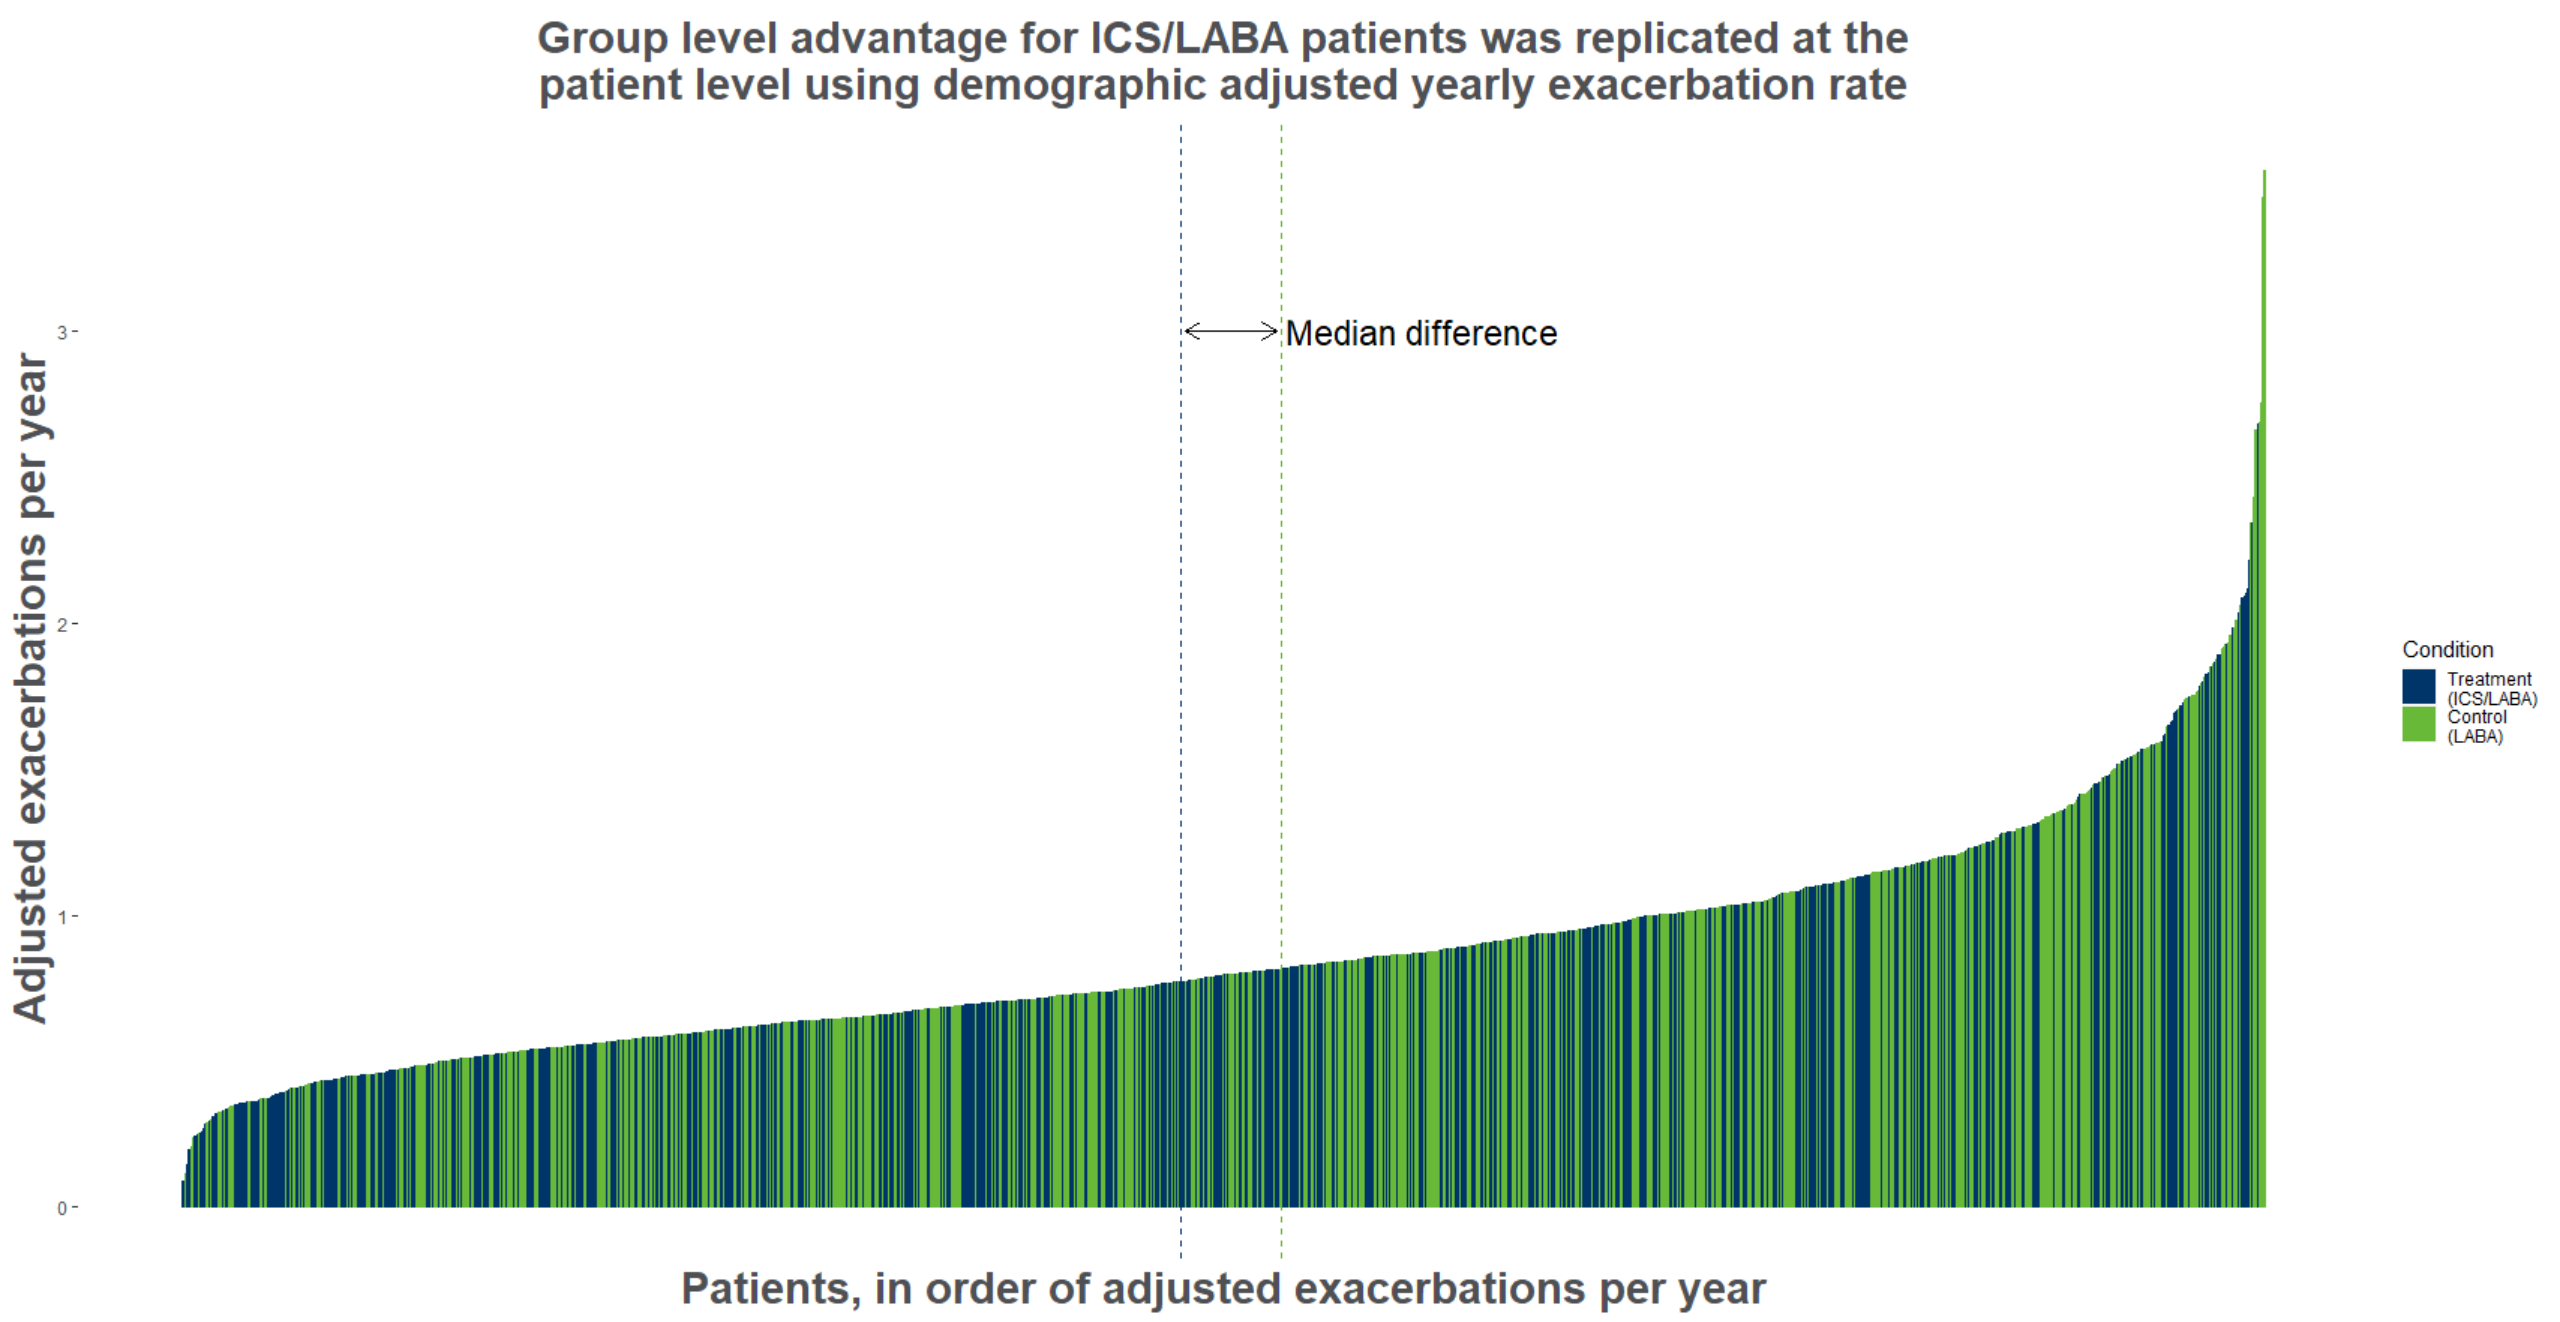 Group level advantage for ICS/LABA patients was replicated at the
patient level using demographic adjusted yearly exacerbation rate
Adjusted exacerbations per year
3
2
1
0
Median difference
Condition
Treatment
(ICS/LABA)
Control
(LABA)
Patients, in order of adjusted exacerbations per year